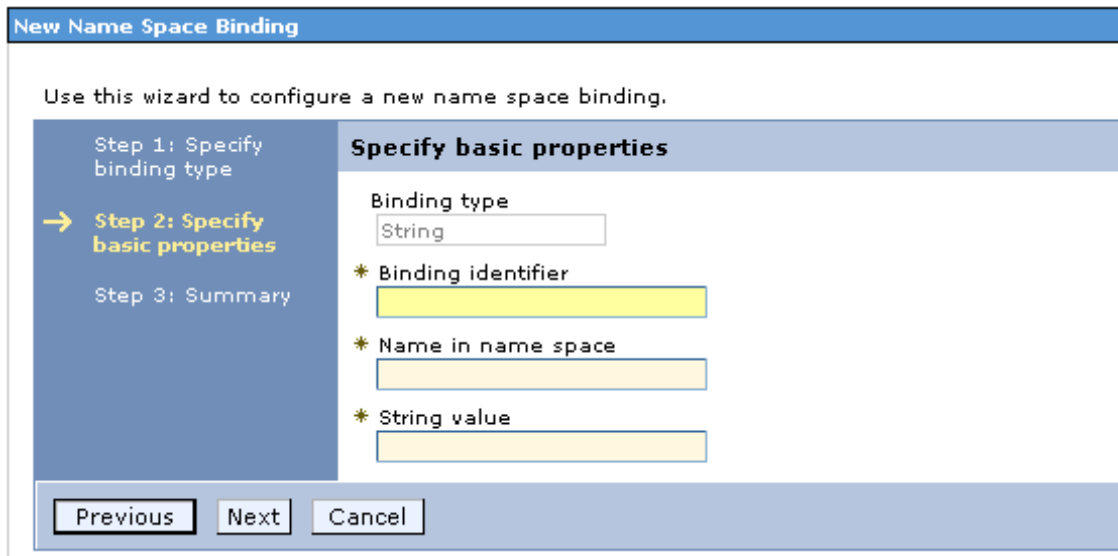 New Name Space Binding
Use this wizard to configure a new name space binding.
Step 1: Specify
binding type
Step 2: Specify
basic properties
Step 3: Summary
Specify basic properties
Binding type
String
* Binding identifier
* Name in name space
* String value
Previous Next Cancel